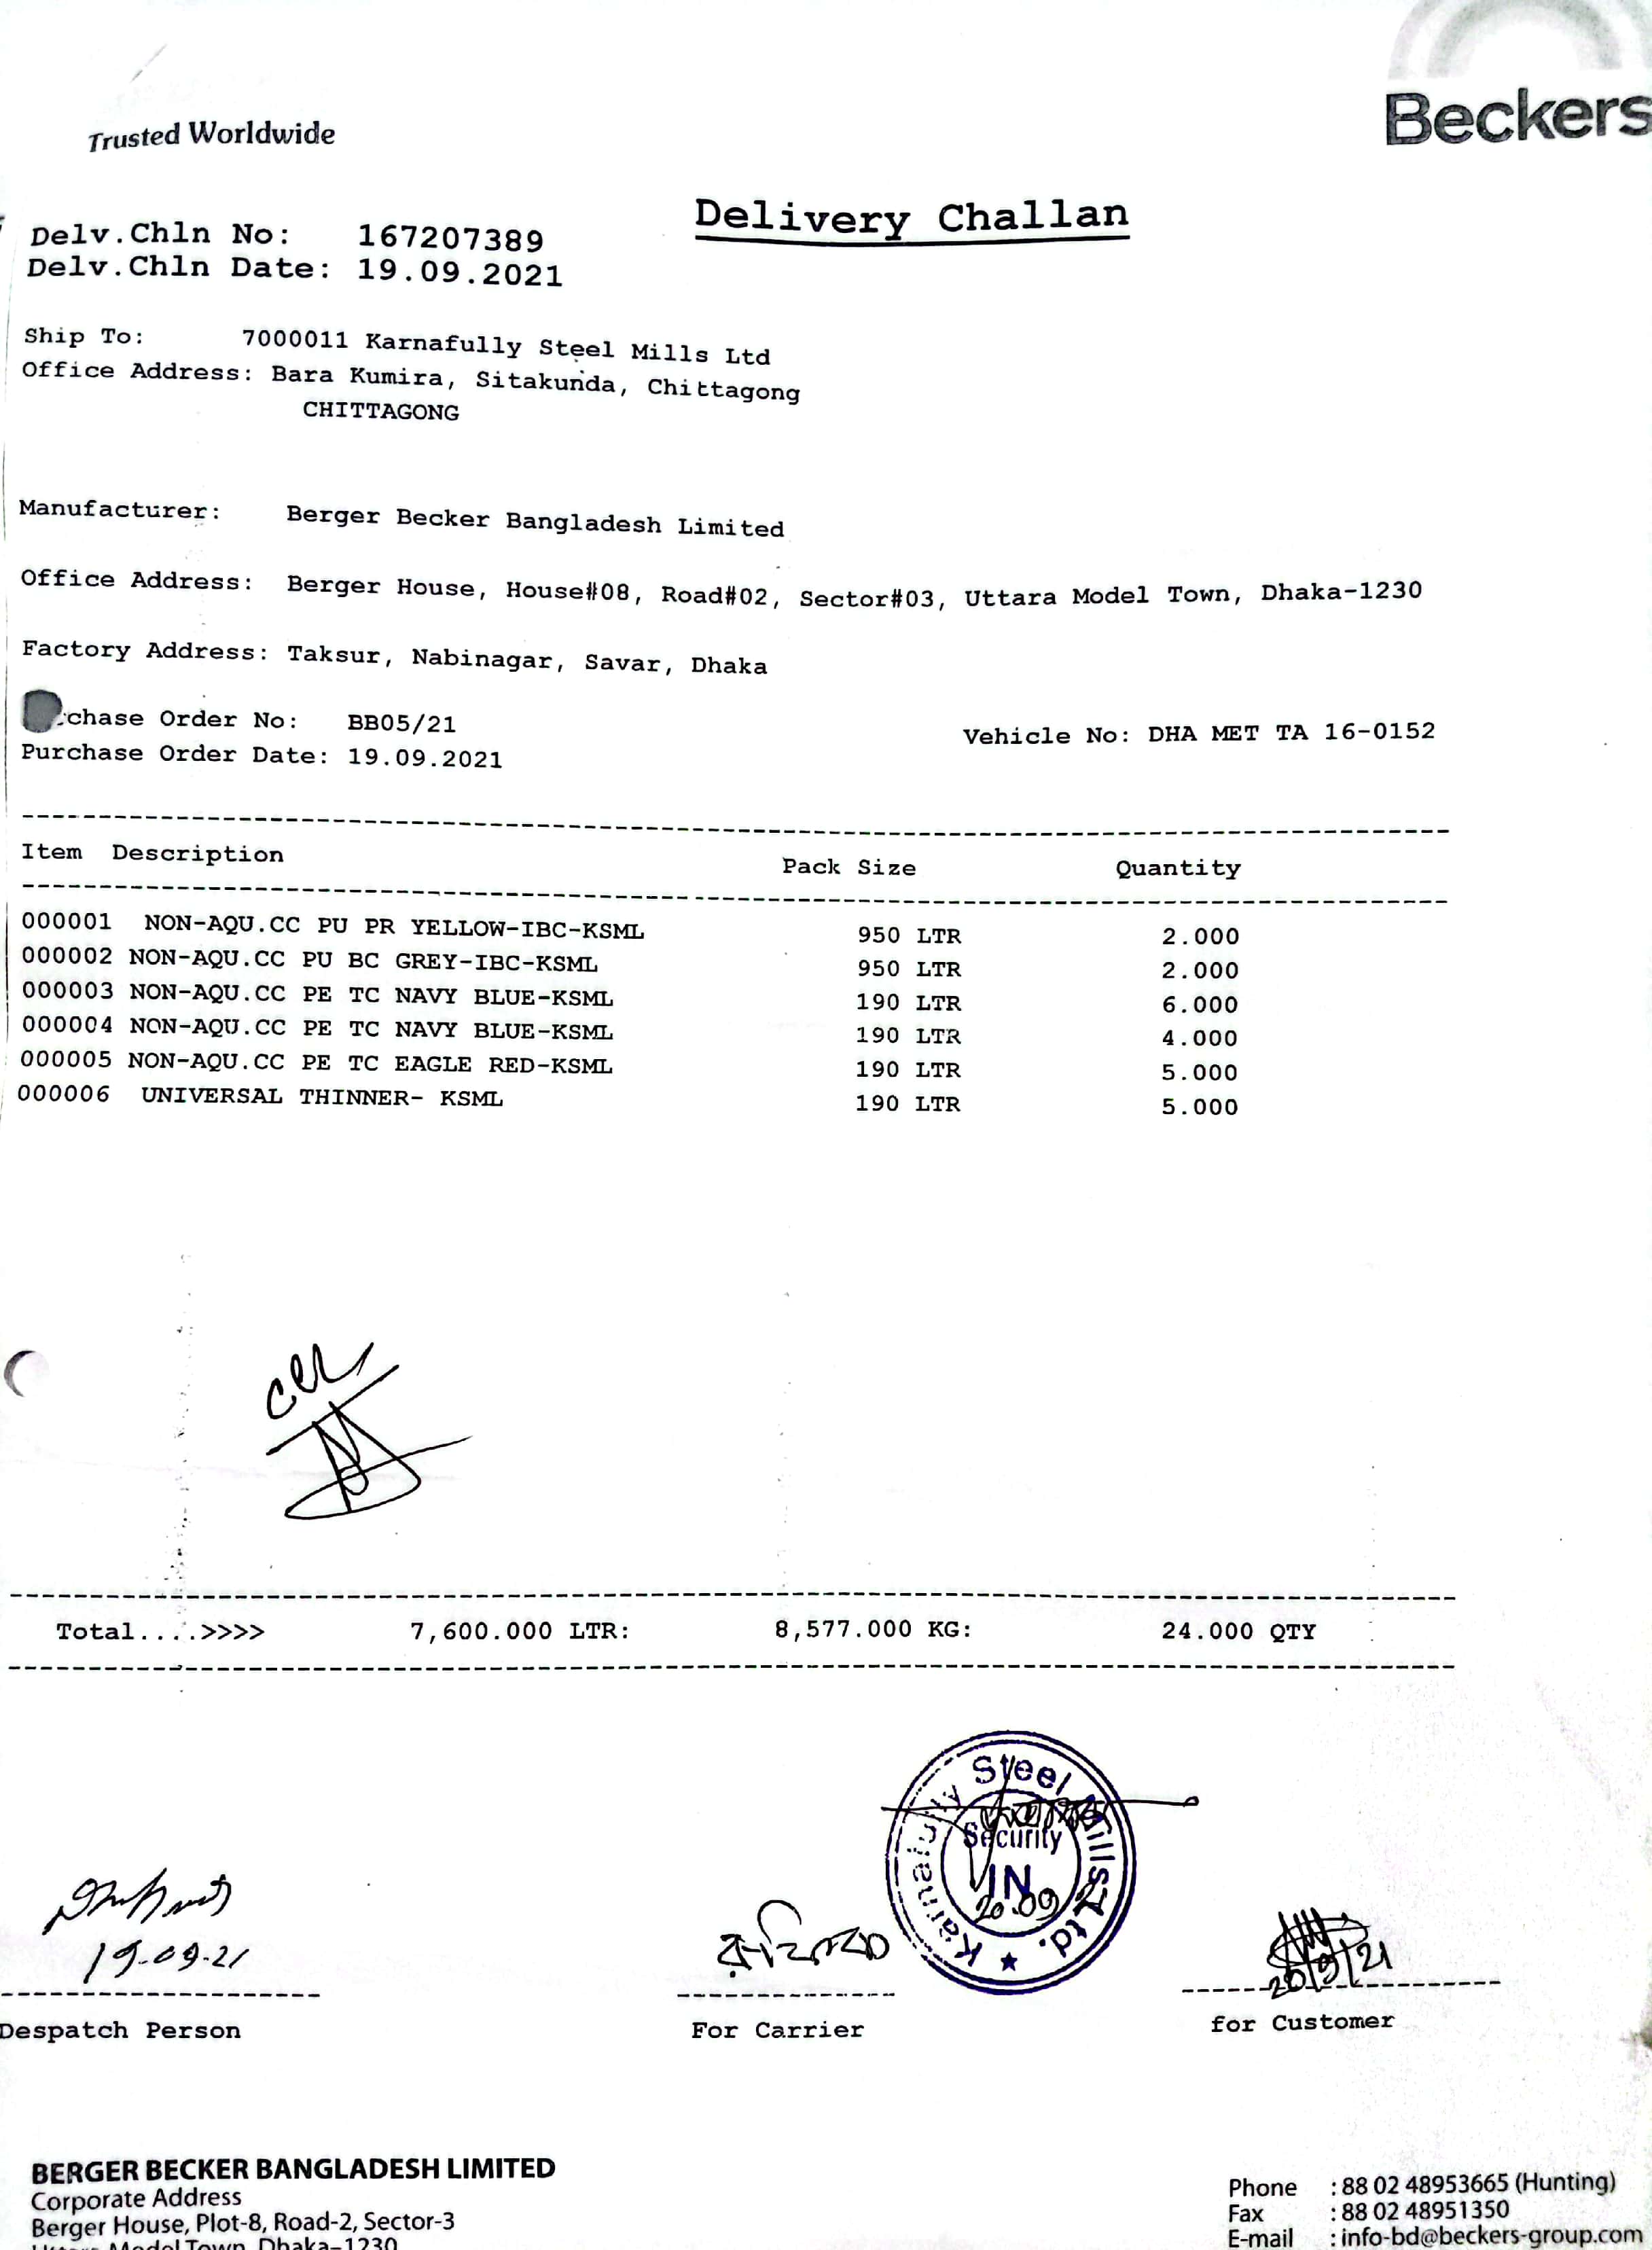 Beckers
Trusted Worldwide
Delivery Challan
Delv.Chln No: 167207389
Delv.Chln Date: 19.09.2021
Ship To: 7000011 Karnafully Steel Mills Ltd
Office Address: Bara Kumira, Sitakunda, Chittagong
CHITTAGONG
Manufacturer: Berger Becker Bangladesh Limited
Office Address: Berger House, House#08, Road#02, Sector#03, Uttara Model Town, Dhaka-1230
Factory Address: Taksur, Nabinagar, Savar, Dhaka
chase Order No: BB05/21
Vehicle No: DHA MET TA 16-0152
Purchase Order Date: 19.09.2021
Item Description Pack Size Quantity
000001 NON-AQU.CC PU PR YELLOW-IBC-KSML 950 LTR 2.000
000002 NON-AQU.CC PU BC GREY-IBC-KSML 950 LTR 2.000
000003 NON-AQU.CC PE TC NAVY BLUE-KSML 190 LTR 6.000
000004 NON-AQU.CC PE TC NAVY BLUE-KSML 190 LTR 4.000
000005 NON-AQU.CC PE TC EAGLE RED-KSML 190 LTR 5.000
000006 UNIVERSAL THINNER- KSML 190 LTR 5.000
Total....>>>> 7,600.000 LTR: 8,577.000 KG: 24.000 QTY
Karnafully Steel Mills Ltd. ★
Security
IN
20.09
19-09-21
20/9/21
Despatch Person For Carrier for Customer
BERGER BECKER BANGLADESH LIMITED
Corporate Address
Berger House, Plot-8, Road-2, Sector-3
Uttara Model Town, Dhaka-1230
Phone : 88 02 48953665 (Hunting)
Fax : 88 02 48951350
E-mail : info-bd@beckers-group.com